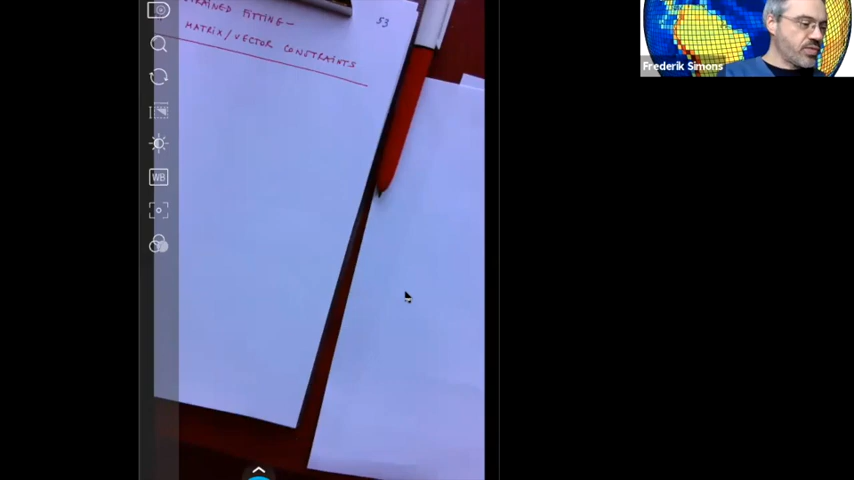 FITTING -
53
MATRIX/VECTOR CONSTRAINTS
WB
Frederik Simons